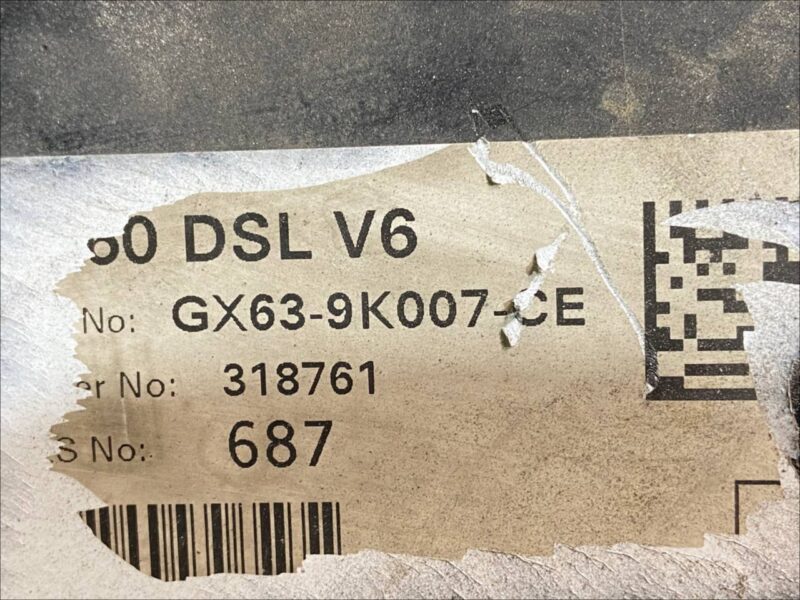 60 DSL V6
No: GX63-9K007-CE
er No: 318761
S No: 687